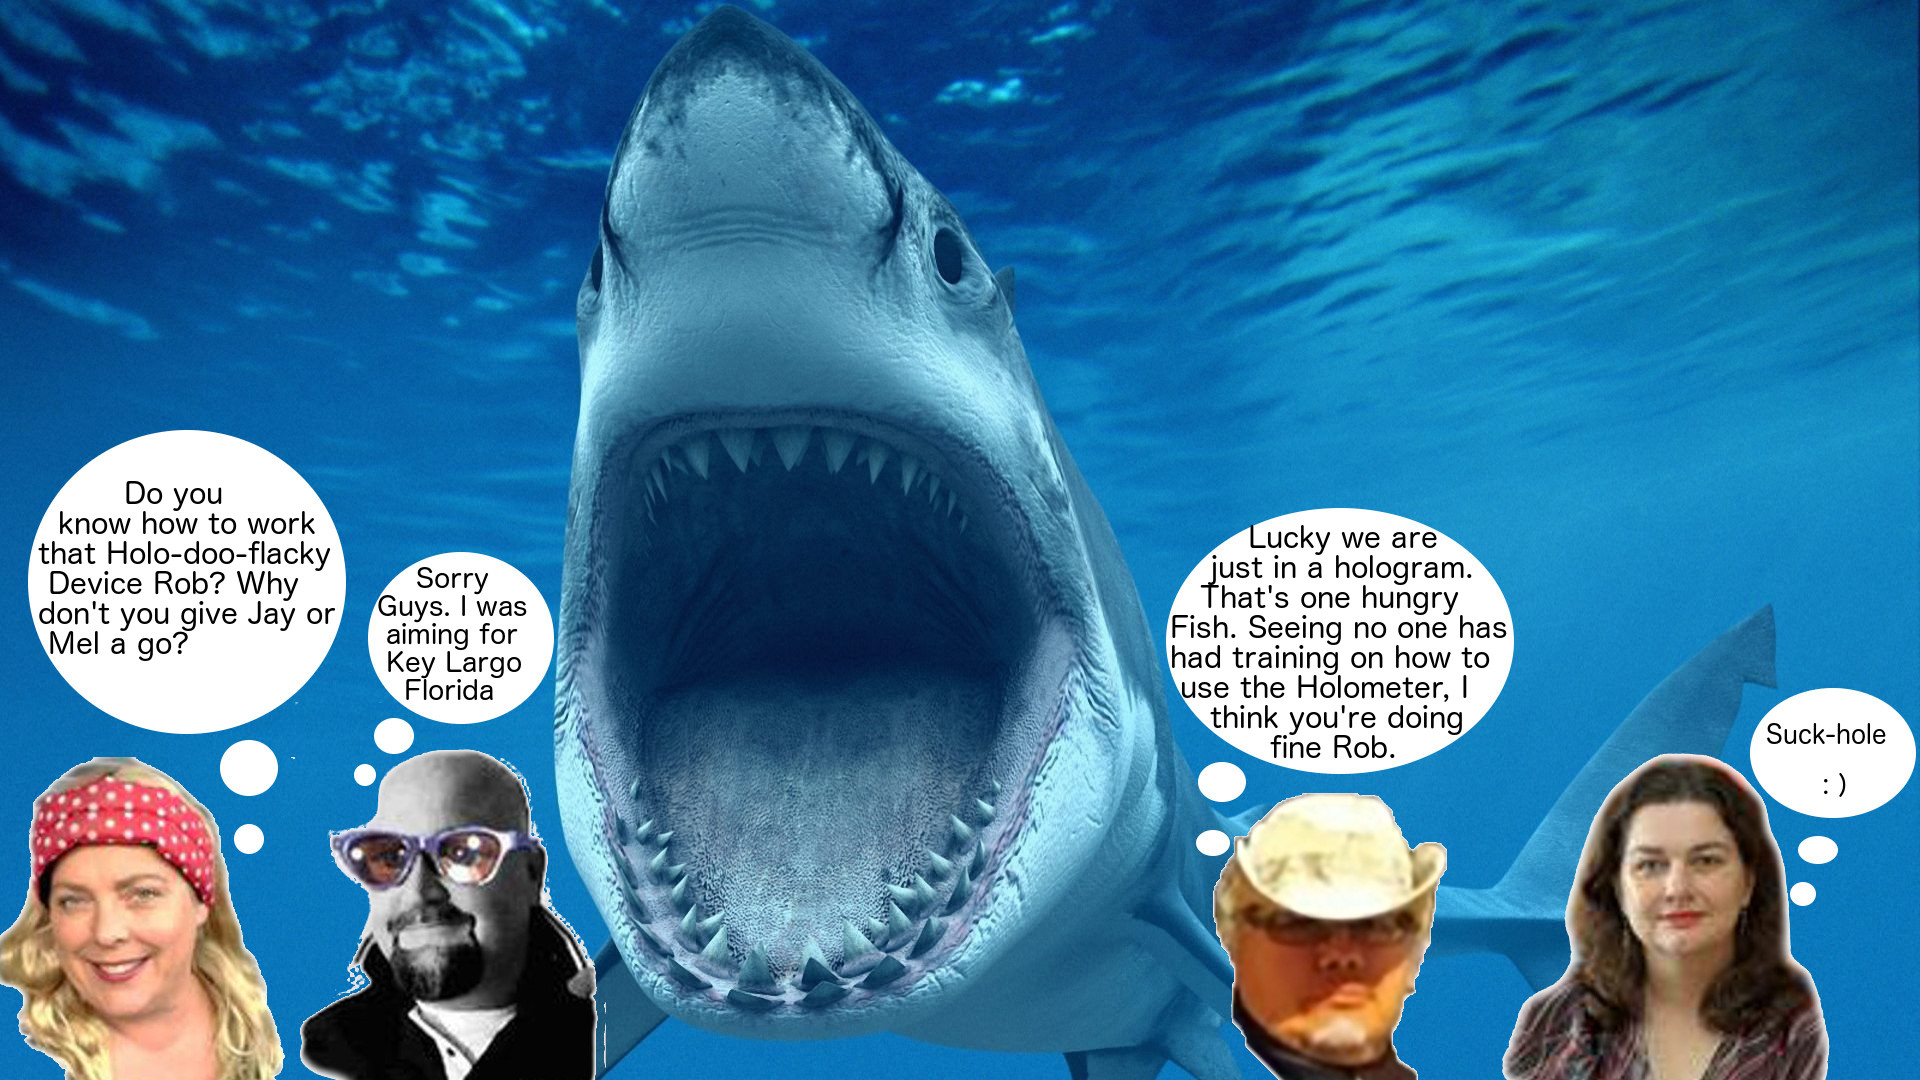 Do you
know how to work
that Holo-doo-flacky
Device Rob? Why
don't you give Jay or
Mel a go?
Sorry
Guys. I was
aiming for
Key Largo
Florida
Lucky we are
just in a hologram.
That's one hungry
Fish. Seeing no one has
had training on how to
use the Holometer, I
think you're doing
fine Rob.
Suck-hole
: )